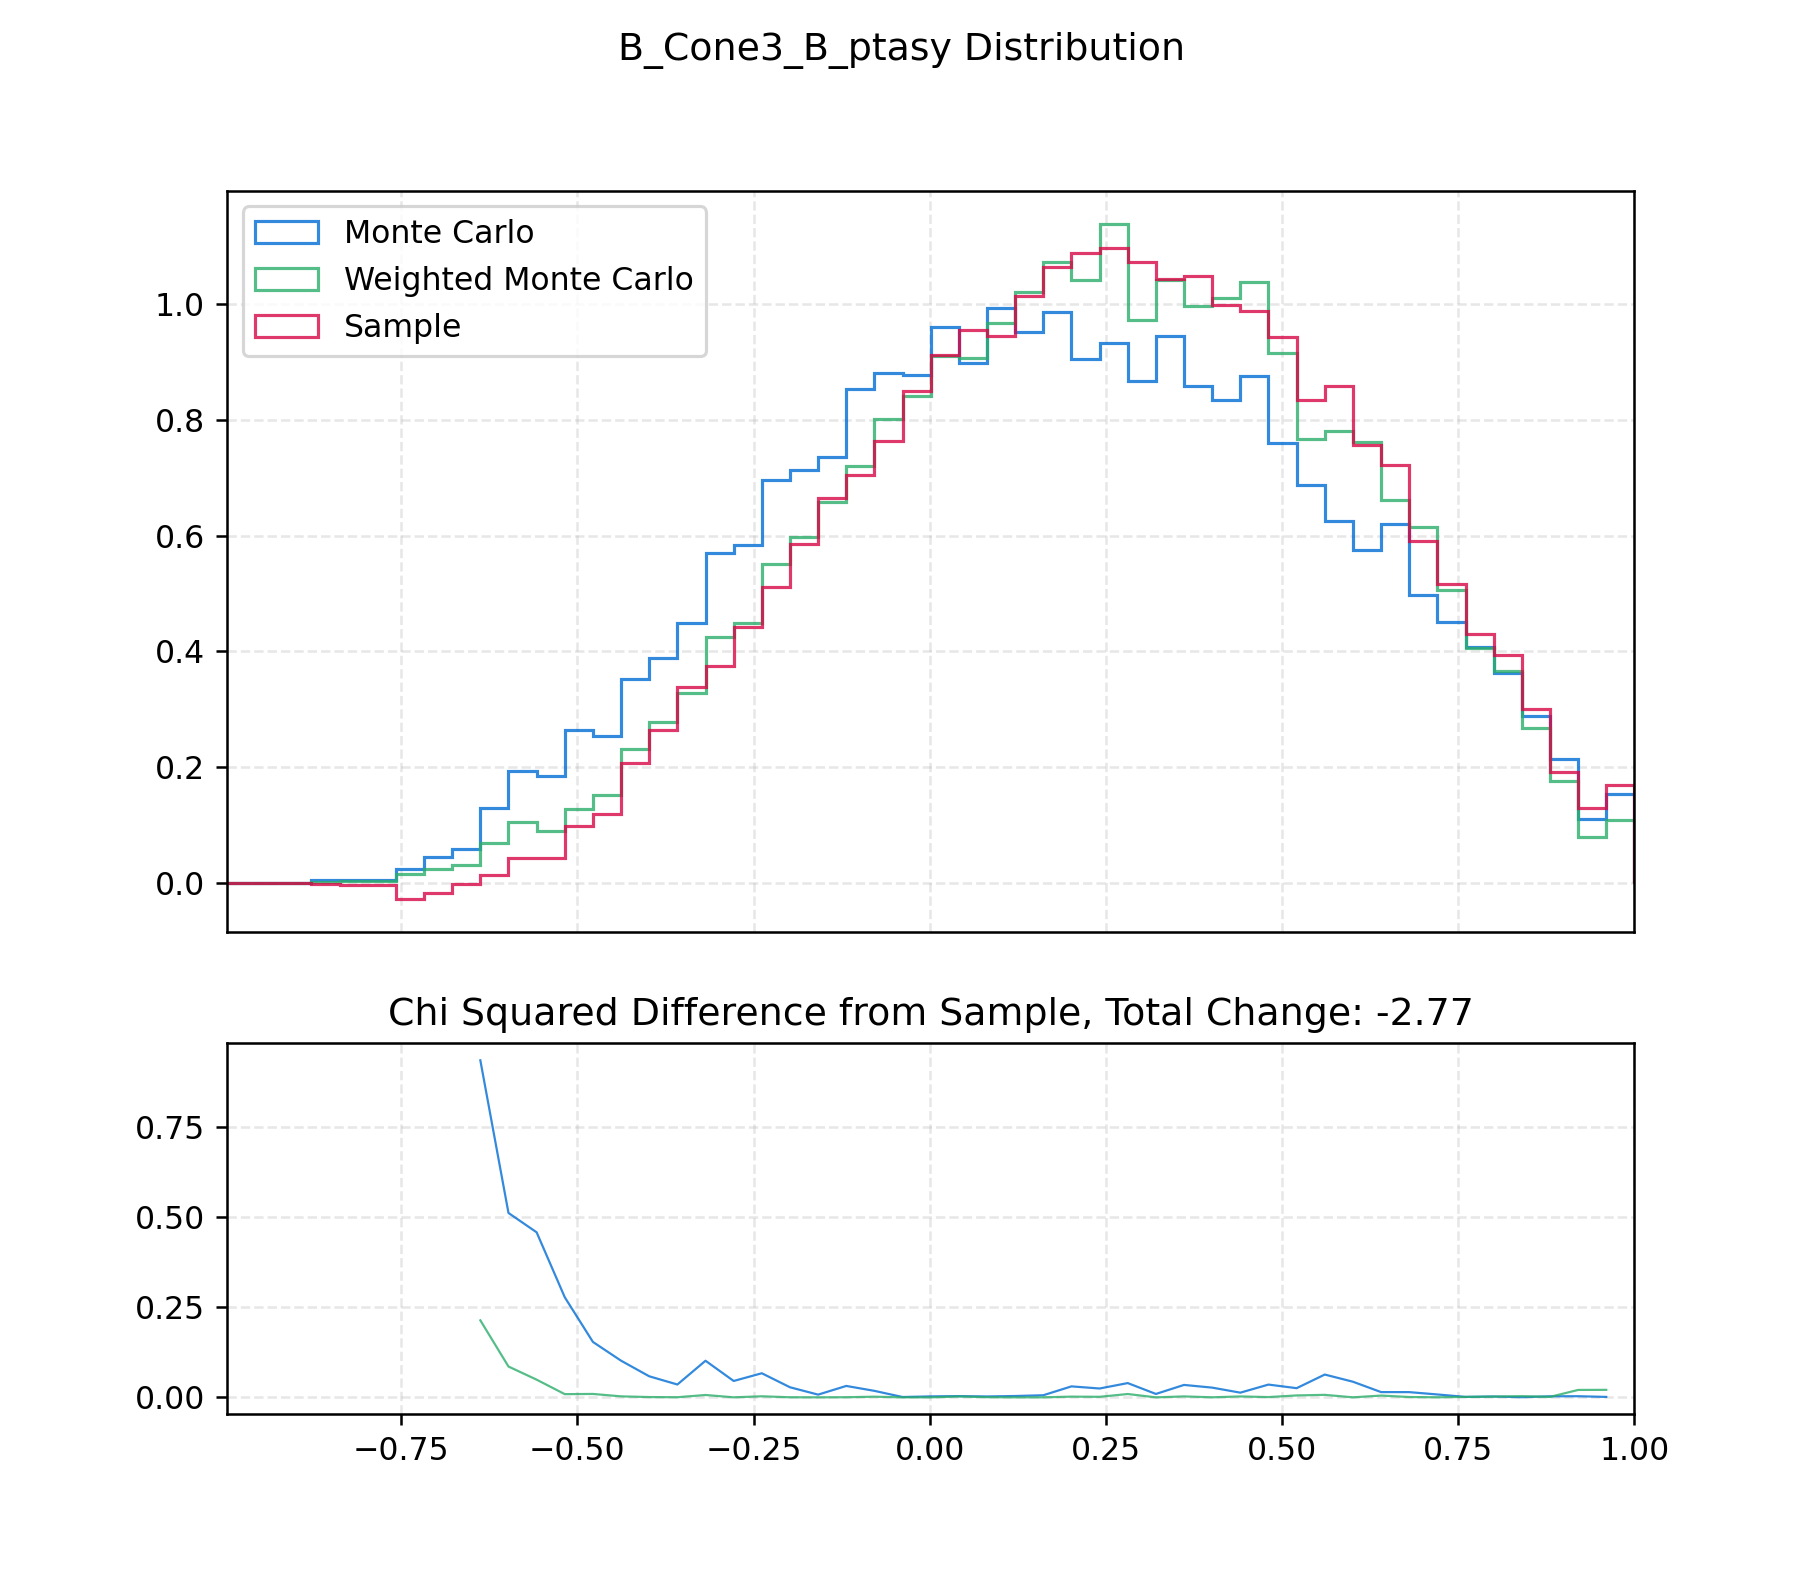 B_Cone3_B_ptasy Distribution
Monte Carlo
Weighted Monte Carlo
Sample
1.0
0.8
0.6
0.4
0.2
0.0
Chi Squared Difference from Sample, Total Change: -2.77
0.75
0.50
0.25
0.00
−0.75 −0.50 −0.25 0.00 0.25 0.50 0.75 1.00